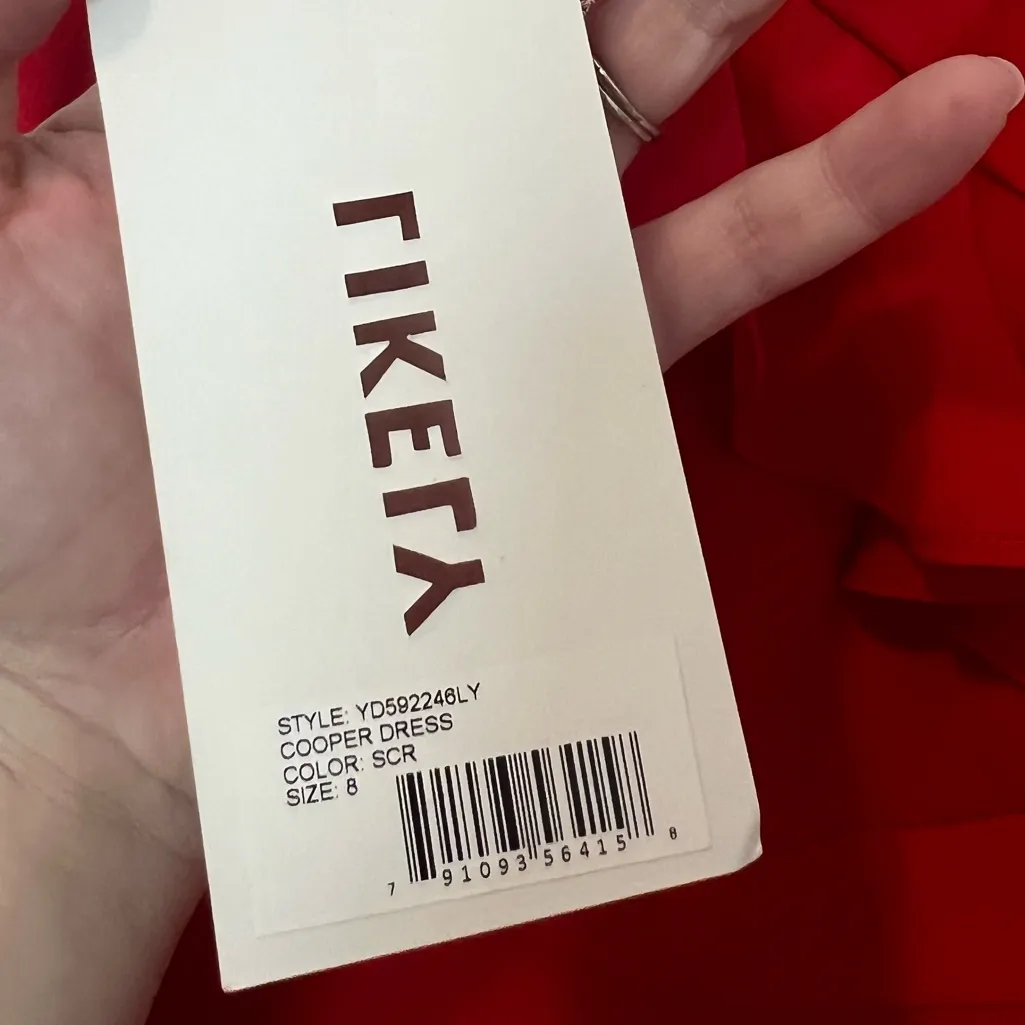 LIKELY
STYLE: YD592246LY
COOPER DRESS
COLOR: SCR
SIZE: 8
7 91093 56415 8